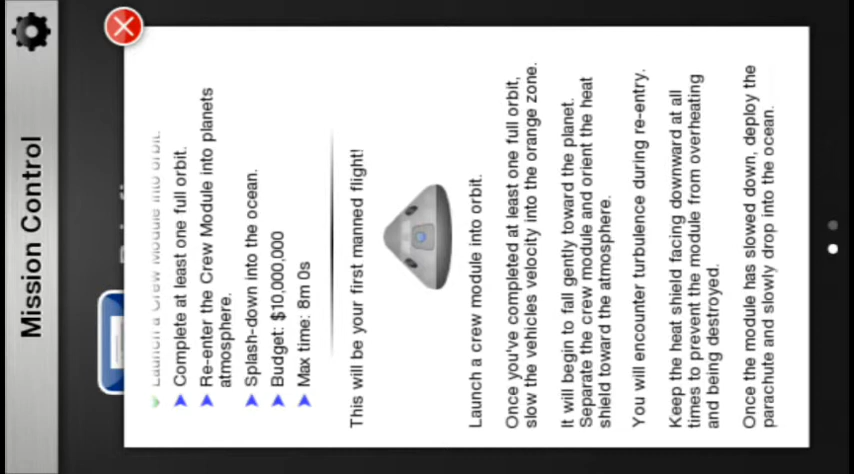 Mission Control
Launch a Crew Module into orbit.
Complete at least one full orbit.
Re-enter the Crew Module into planets
atmosphere.
Splash-down into the ocean.
Budget: $10,000,000
Max time: 8m 0s
This will be your first manned flight!
Launch a crew module into orbit.
Once you've completed at least one full orbit,
slow the vehicles velocity into the orange zone.
It will begin to fall gently toward the planet.
Separate the crew module and orient the heat
shield toward the atmosphere.
You will encounter turbulence during re-entry.
Keep the heat shield facing downward at all
times to prevent the module from overheating
and being destroyed.
Once the module has slowed down, deploy the
parachute and slowly drop into the ocean.